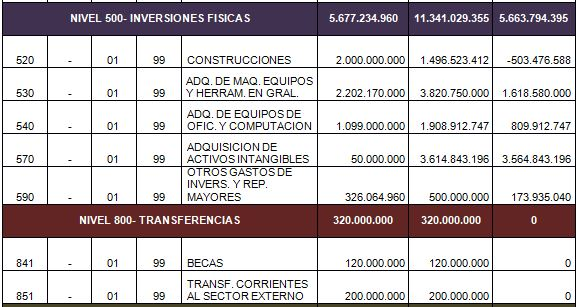 NIVEL 500- INVERSIONES FISICAS 5.677.234.960 11.341.029.355 5.663.794.395
520 - 01 99 CONSTRUCCIONES 2.000.000.000 1.496.523.412 -503.476.588
530 - 01 99 ADQ. DE MAQ. EQUIPOS Y HERRAM. EN GRAL. 2.202.170.000 3.820.750.000 1.618.580.000
540 - 01 99 ADQ. DE EQUIPOS DE OFIC. Y COMPUTACION 1.099.000.000 1.908.912.747 809.912.747
570 - 01 99 ADQUISICION DE ACTIVOS INTANGIBLES 50.000.000 3.614.843.196 3.564.843.196
590 - 01 99 OTROS GASTOS DE INVERS. Y REP. MAYORES 326.064.960 500.000.000 173.935.040
NIVEL 800- TRANSFERENCIAS 320.000.000 320.000.000 0
841 - 01 99 BECAS 120.000.000 120.000.000 0
851 - 01 99 TRANSF. CORRIENTES AL SECTOR EXTERNO 200.000.000 200.000.000 0